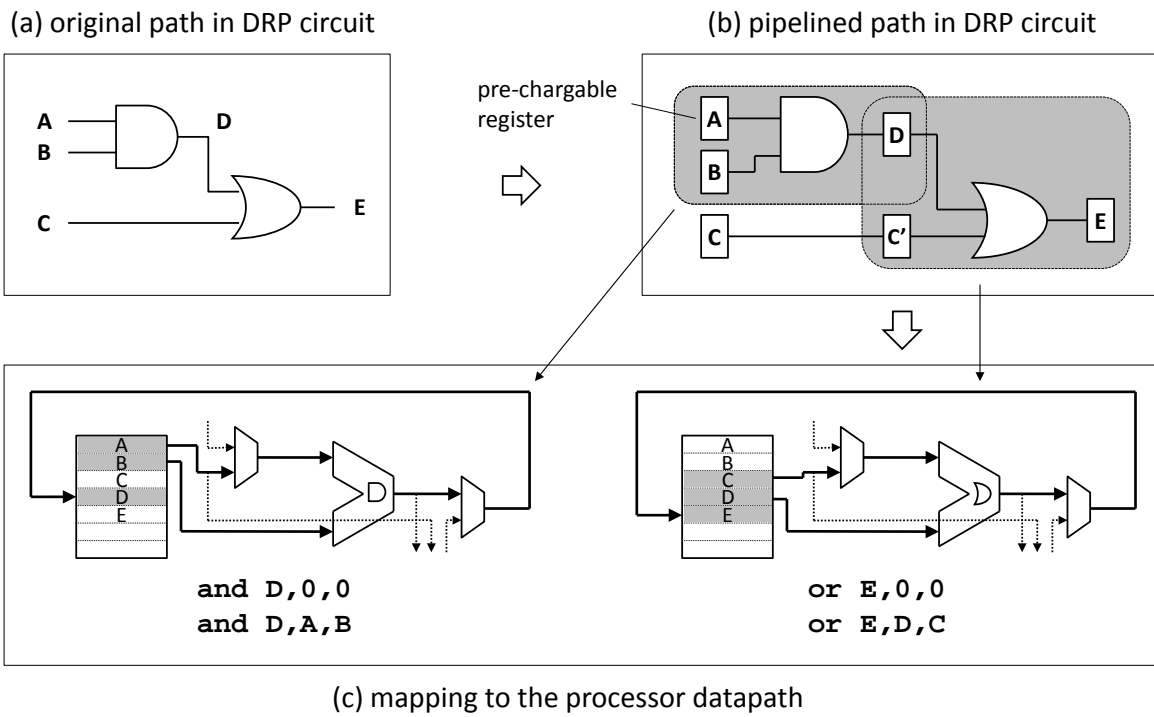 (a) original path in DRP circuit
A
B
D
C
E
(b) pipelined path in DRP circuit
pre-chargable
register
A
B
D
C
C'
E
A
B
C
D
E
and D,0,0
and D,A,B
A
B
C
D
E
or E,0,0
or E,D,C
(c) mapping to the processor datapath